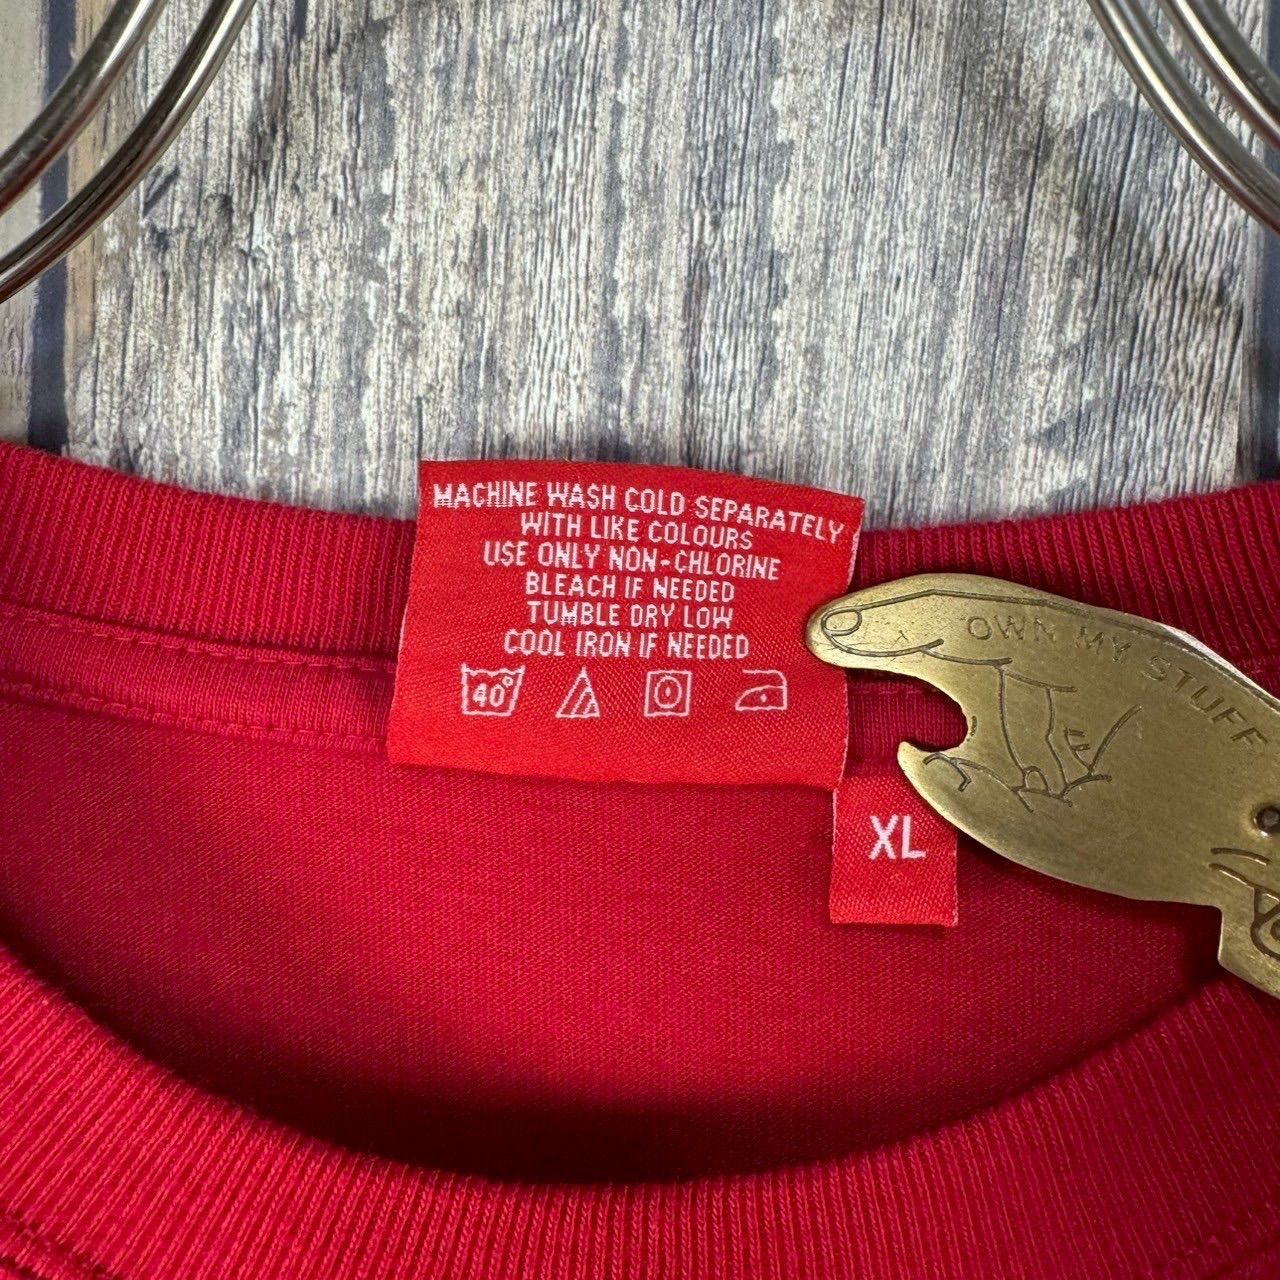 MACHINE WASH COLD SEPARATELY
WITH LIKE COLOURS
USE ONLY NON-CHLORINE
BLEACH IF NEEDED
TUMBLE DRY LOW
COOL IRON IF NEEDED
40°
XL
OWN MY STUFF